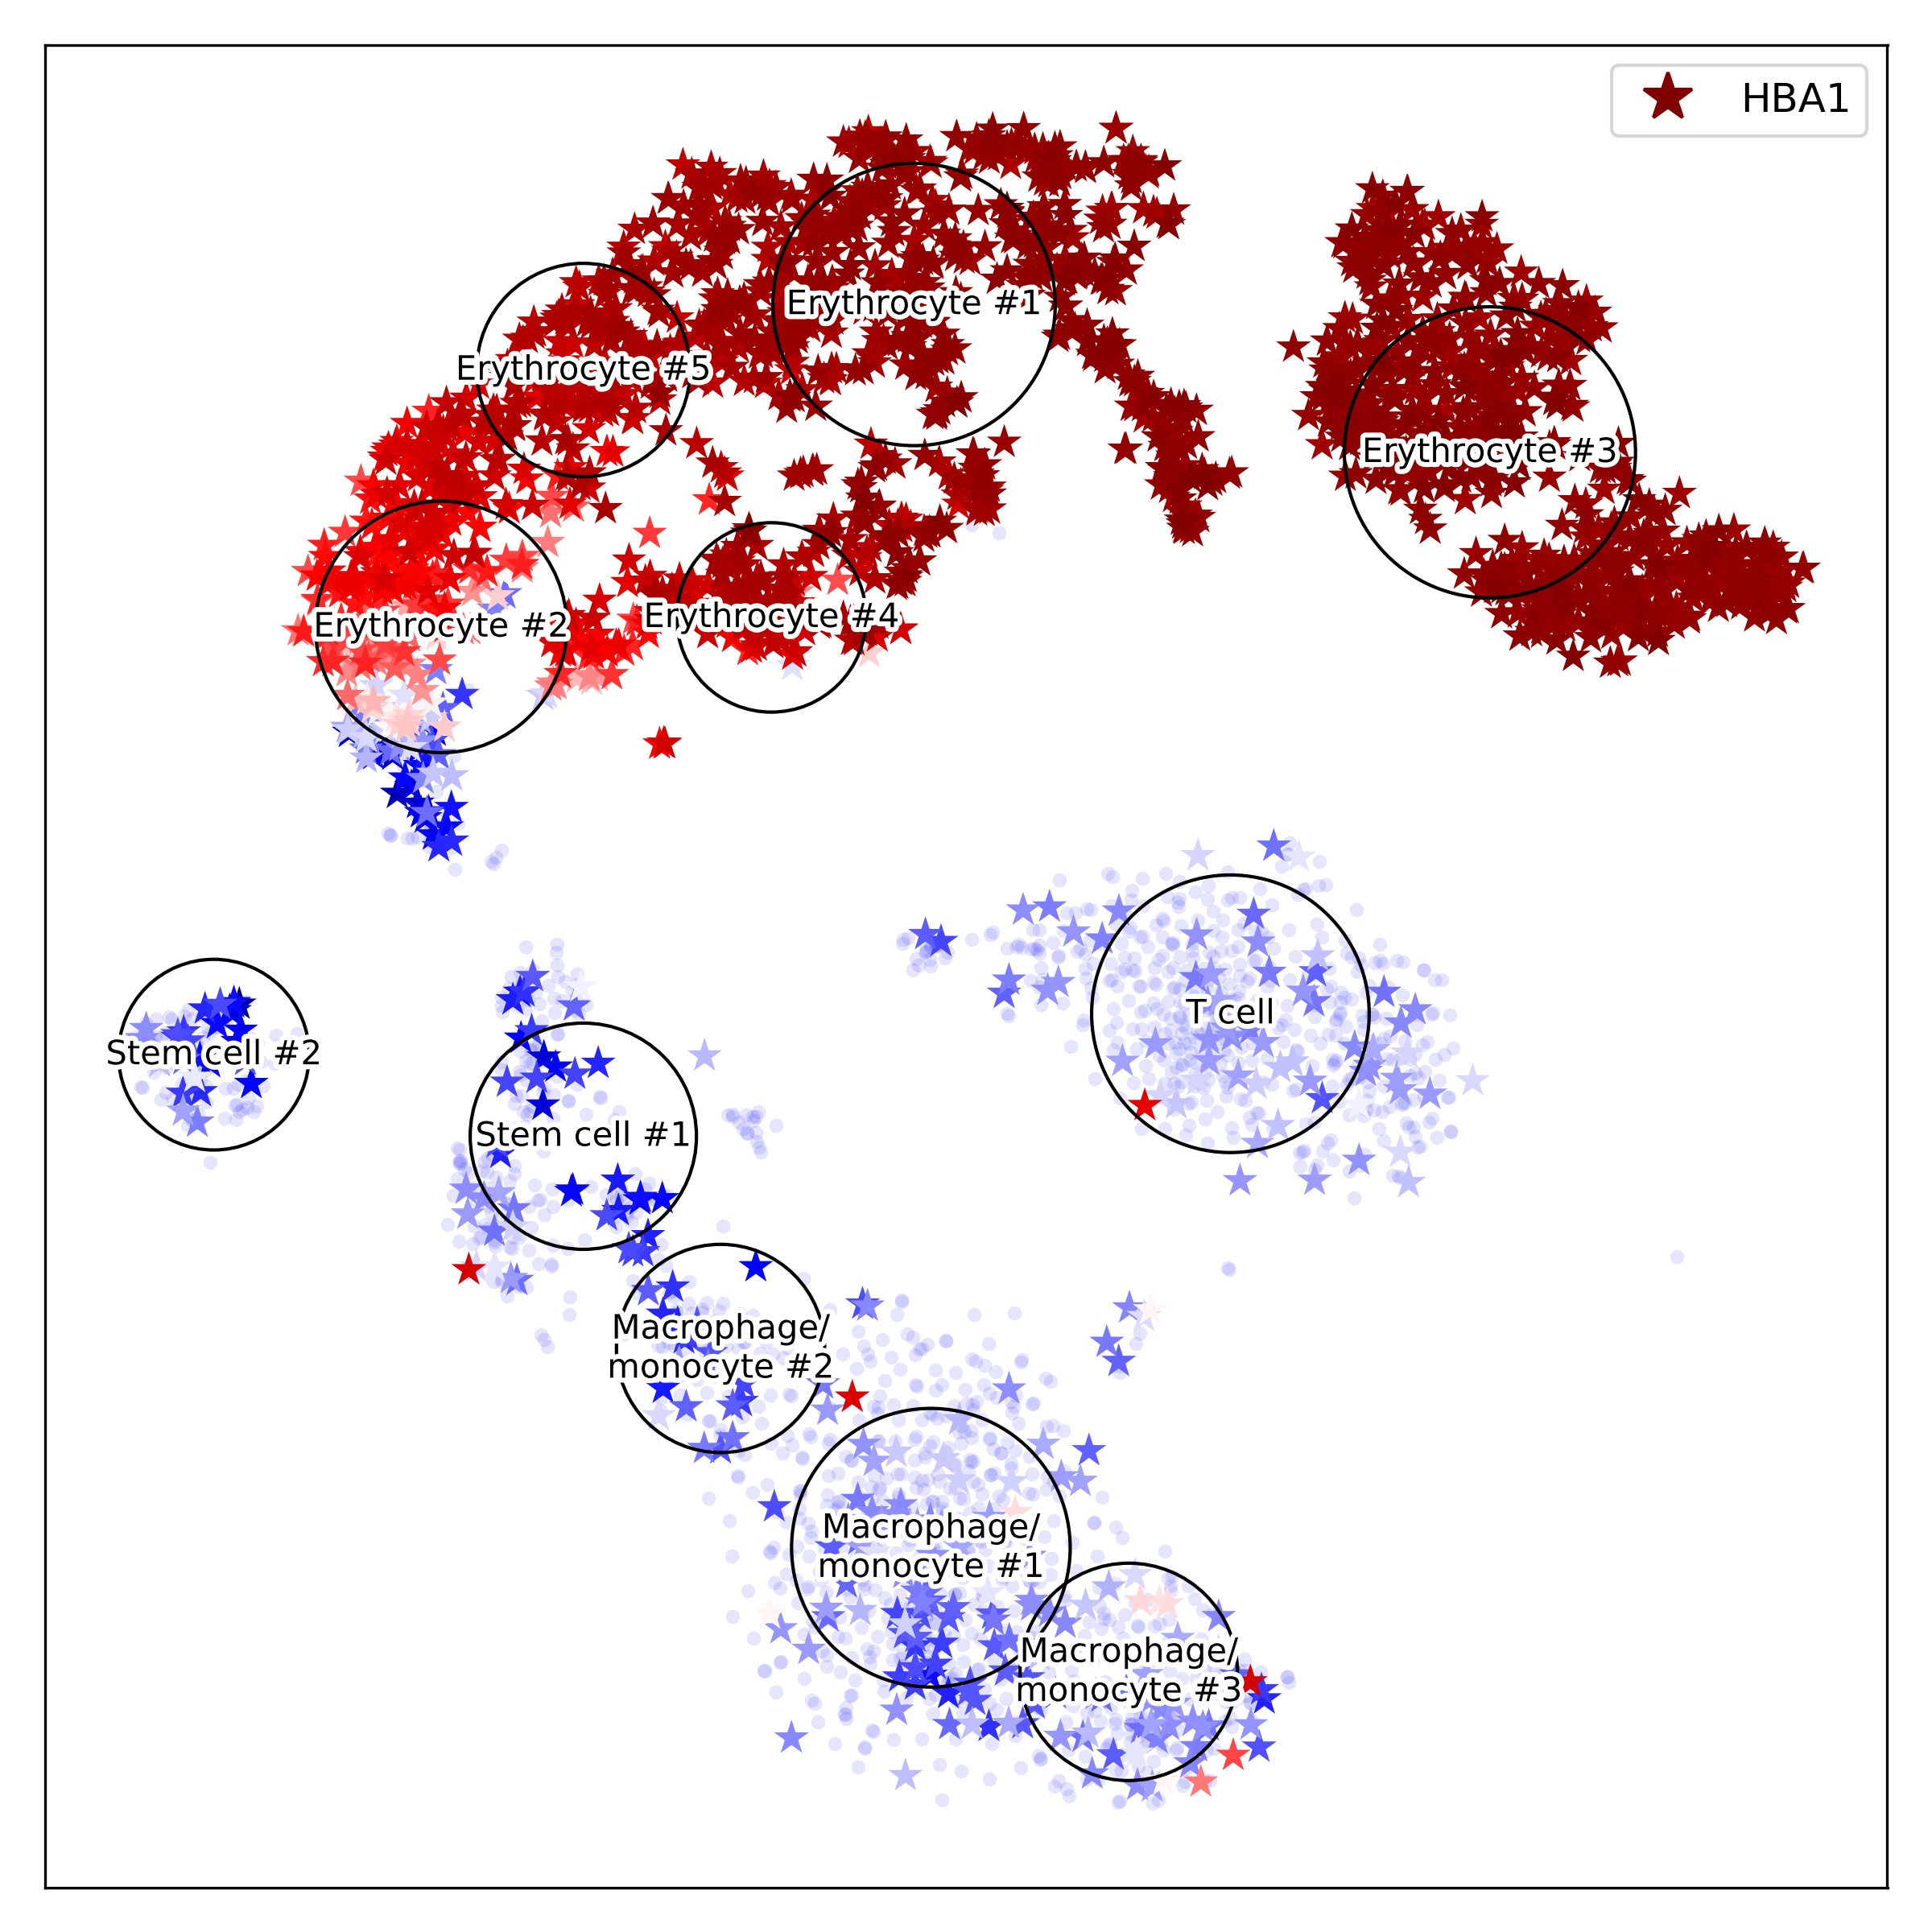 HBA1
Erythrocyte #1
Erythrocyte #5
Erythrocyte #3
Erythrocyte #4
Erythrocyte #2
T cell
Stem cell #2
Stem cell #1
Macrophage/
monocyte #2
Macrophage/
monocyte #1
Macrophage/
monocyte #3